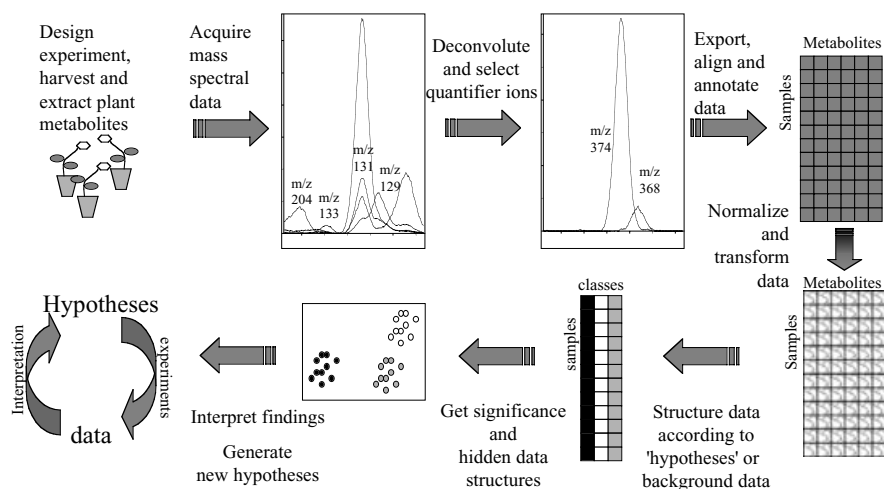 Design
experiment,
harvest and
extract plant
metabolites
Acquire
mass
spectral
data
m/z
204
m/z
133
m/z
131
m/z
129
Deconvolute
and select
quantifier ions
m/z
374
m/z
368
Export,
align and
annotate
data
Metabolites
Samples
Normalize
and
transform
data
Metabolites
Samples
Structure data
according to
'hypotheses' or
background data
classes
samples
Get significance
and
hidden data
structures
Interpret findings
Generate
new hypotheses
Hypotheses
experiments
data
Interpretation